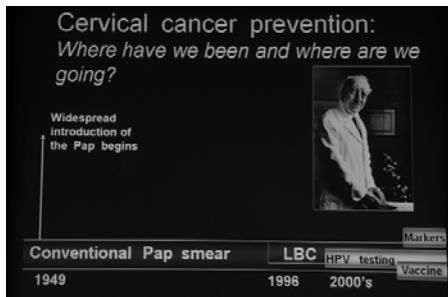 Cervical cancer prevention:
Where have we been and where are we
going?
Widespread
introduction of
the Pap begins
Markers
Conventional Pap smear
LBC
HPV testing
Vaccine
1949
1996
2000's